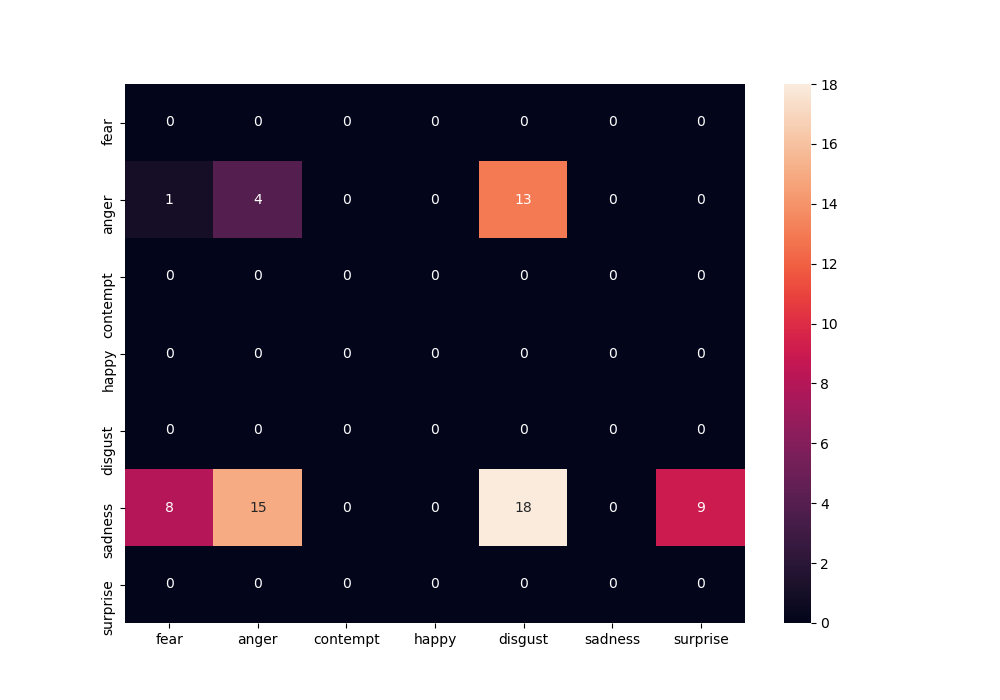 fear 0 0 0 0 0 0 0
anger 1 4 0 0 13 0 0
contempt 0 0 0 0 0 0 0
happy 0 0 0 0 0 0 0
disgust 0 0 0 0 0 0 0
sadness 8 15 0 0 18 0 9
surprise 0 0 0 0 0 0 0
fear anger contempt happy disgust sadness surprise
18
16
14
12
10
8
6
4
2
0